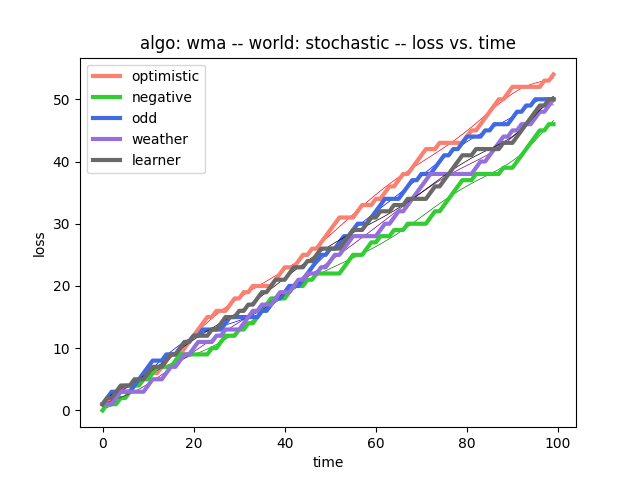 algo: wma -- world: stochastic -- loss vs. time
optimistic
negative
odd
weather
learner
loss
50
40
30
20
10
0
0 20 40 60 80 100
time